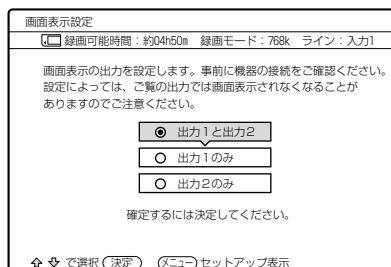 画面表示設定
録画可能時間：約04h50m 録画モード：768k ライン：入力1
画面表示の出力を設定します。事前に機器の接続をご確認ください。
設定によっては、ご覧の出力では画面表示されなくなることが
ありますのでご注意ください。
出力1と出力2
出力1のみ
出力2のみ
確定するには決定してください。
で選択 決定 メニュー セットアップ表示